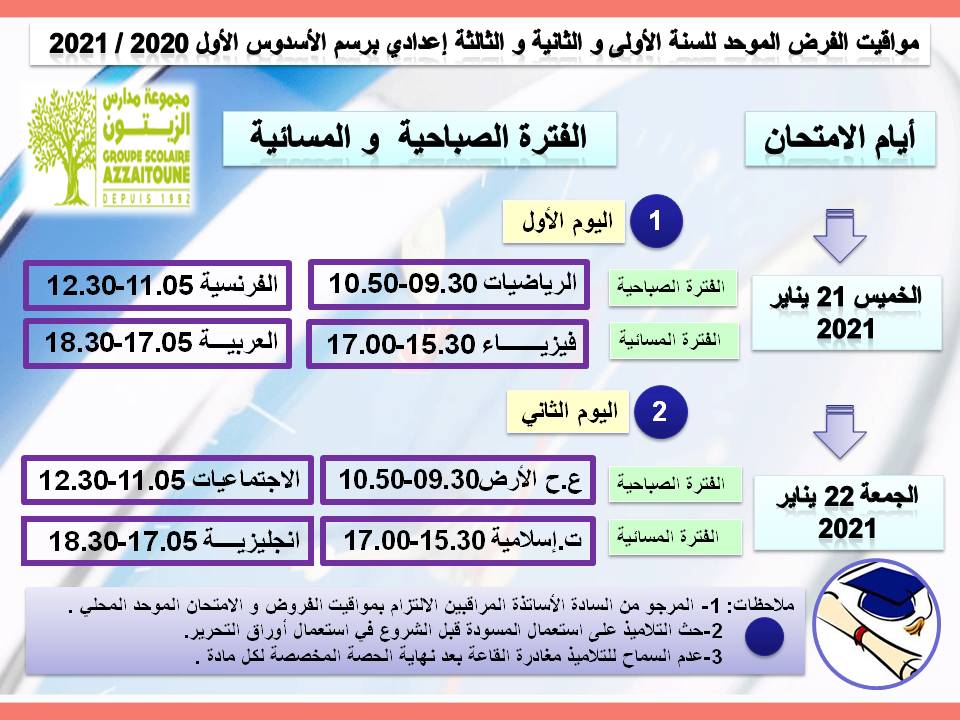 مواقيت الفرض الموحد للسنة الأولى و الثانية و الثالثة إعدادي برسم الأسدوس الأول 2020 / 2021
مجموعة مدارس
الزيتون
GROUPE SCOLAIRE
AZZAITOUNE
DEPUIS 1992
أيام الامتحان
الفترة الصباحية و المسائية
1
اليوم الأول
الخميس 21 يناير
2021
الفترة الصباحية
الرياضيات 09.30-10.50
الفرنسية 11.05-12.30
الفترة المسائية
فيزيـــــــاء 15.30-17.00
العربيـــة 17.05-18.30
2
اليوم الثاني
الجمعة 22 يناير
2021
الفترة الصباحية
ع.ح الأرض09.30-10.50
الاجتماعيات 11.05-12.30
الفترة المسائية
ت.إسلامية 15.30-17.00
انجليزيـــة 17.05-18.30
ملاحظات: 1- المرجو من السادة الأساتذة المراقبين الالتزام بمواقيت الفروض و الامتحان الموحد المحلي .
2-حث التلاميذ على استعمال المسودة قبل الشروع في استعمال أوراق التحرير.
3-عدم السماح للتلاميذ مغادرة القاعة بعد نهاية الحصة المخصصة لكل مادة .